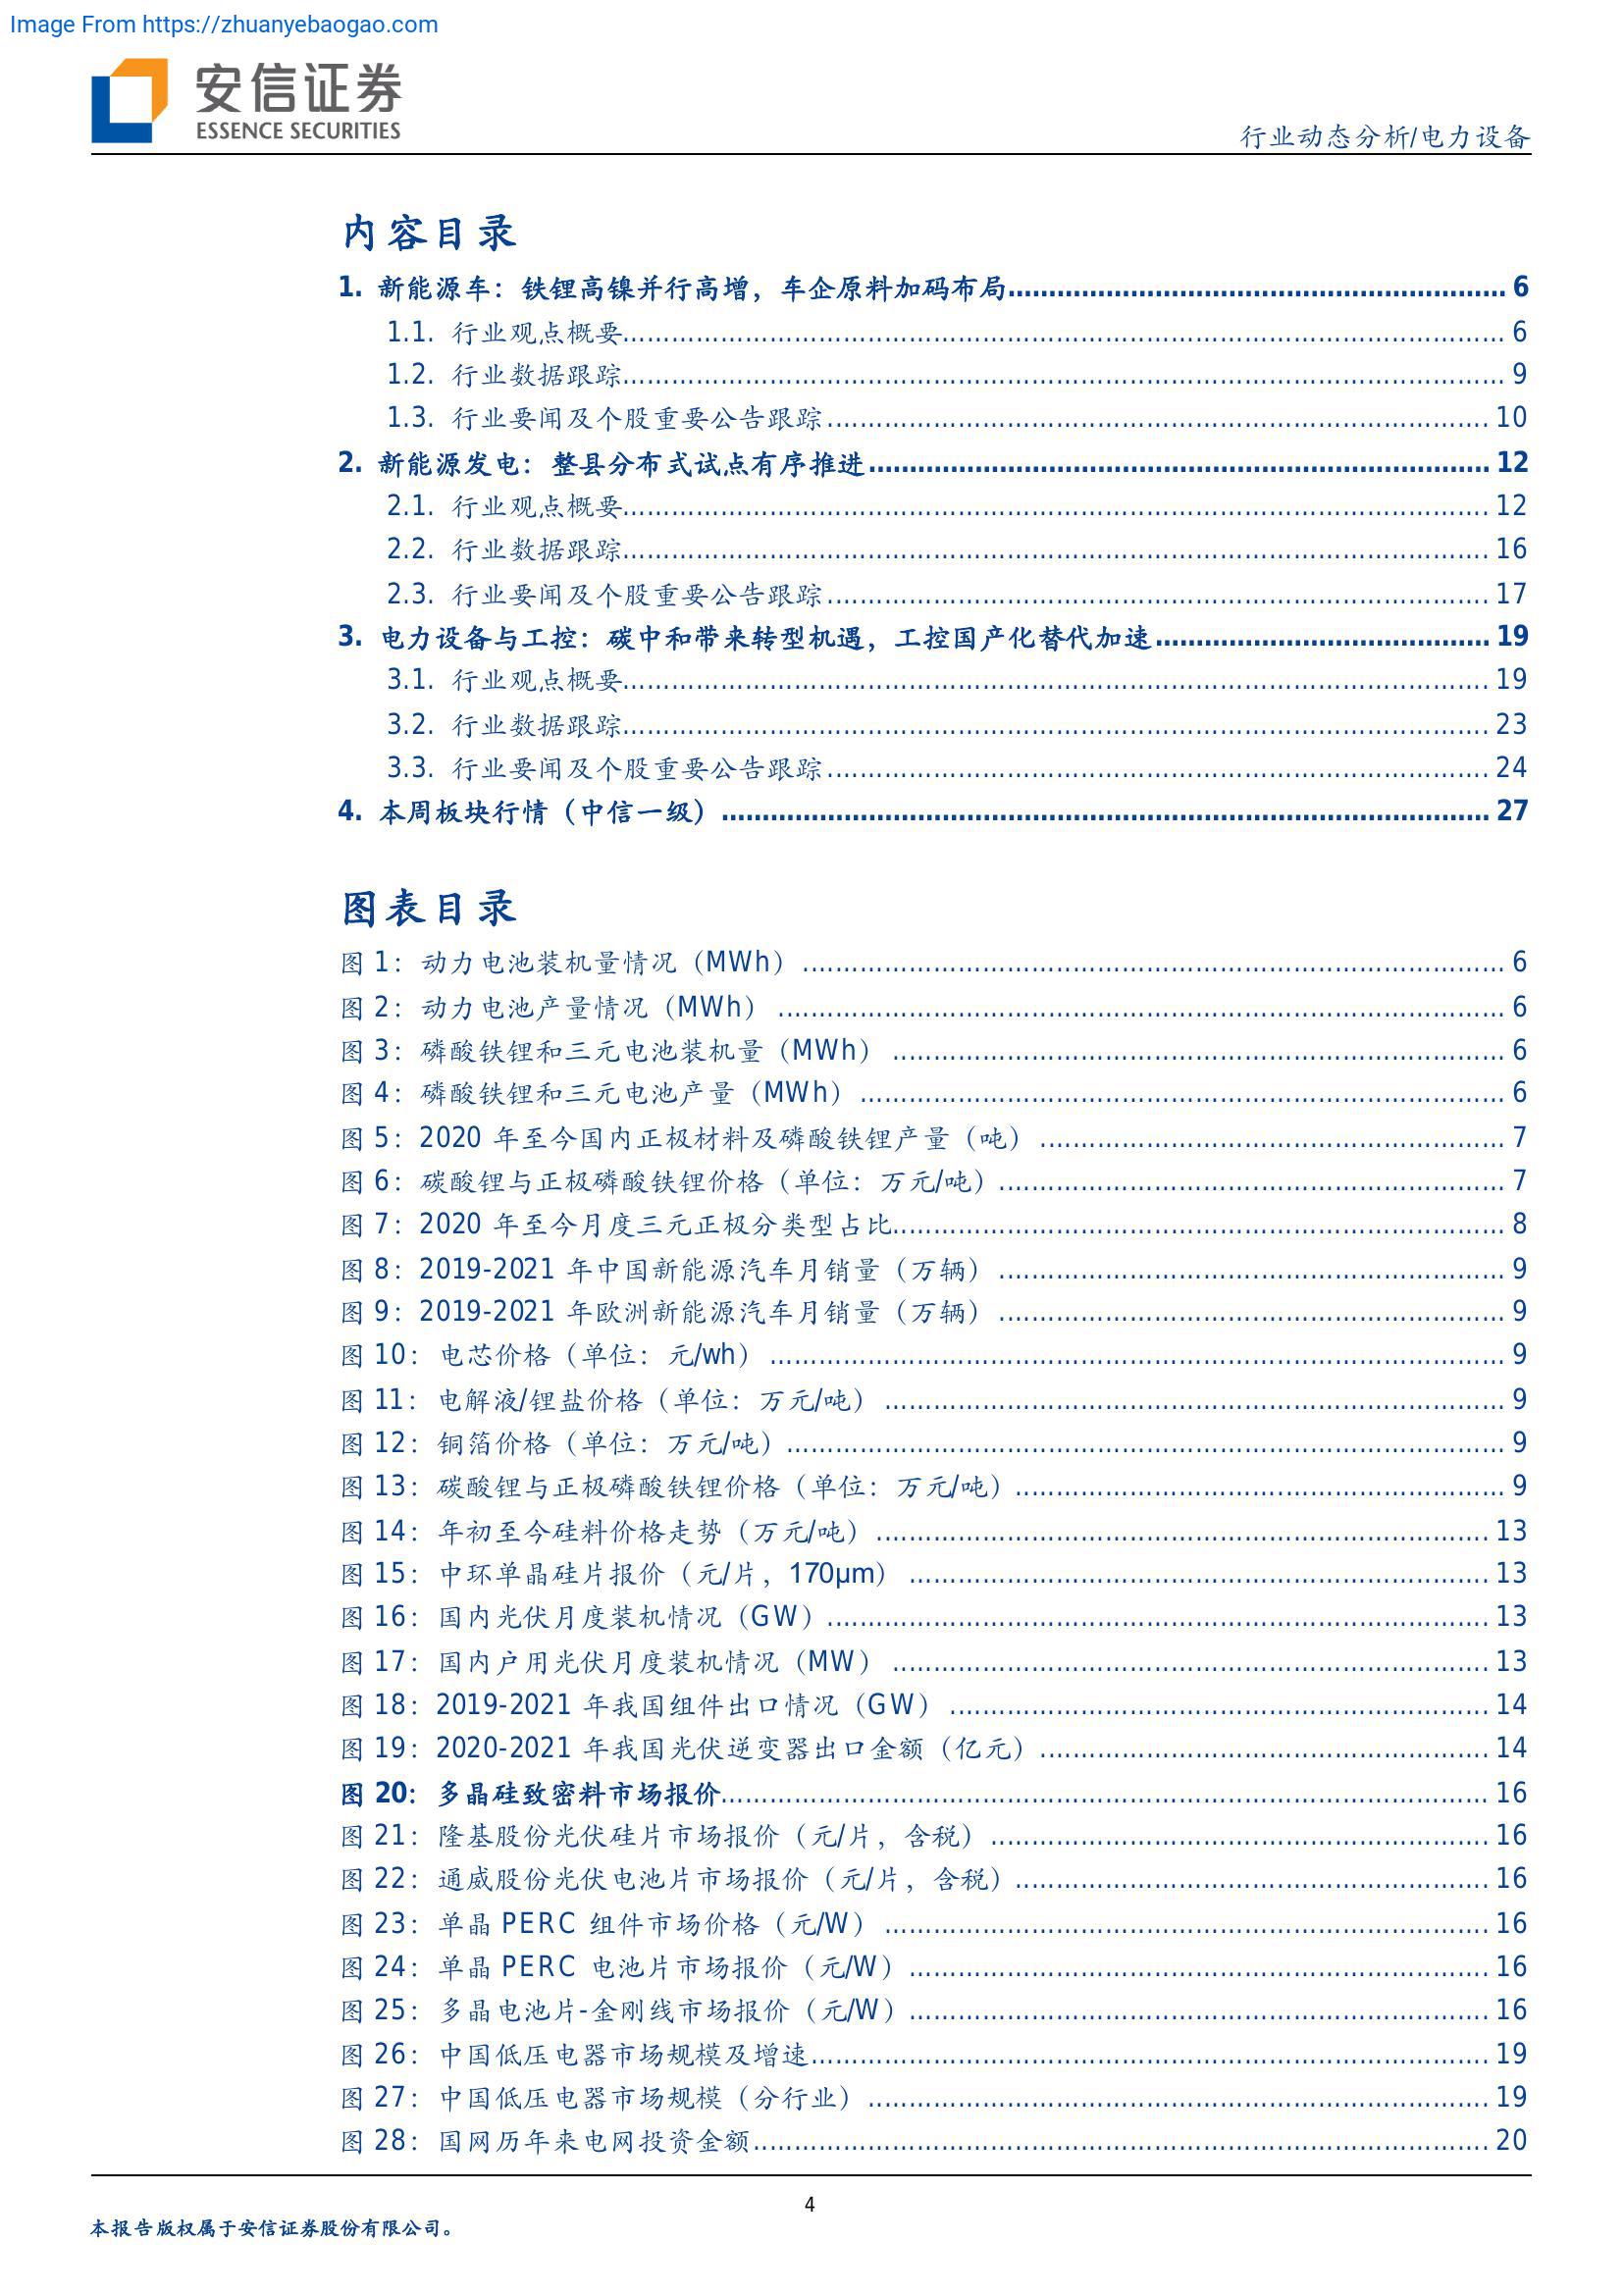 Image From https://zhuanyebaogao.com
安信证券
ESSENCE SECURITIES
行业动态分析/电力设备
内容目录
1. 新能源车：铁锂高镍并行高增，车企原料加码布局 6
1.1. 行业观点概要 6
1.2. 行业数据跟踪 9
1.3. 行业要闻及个股重要公告跟踪 10
2. 新能源发电：整县分布式试点有序推进 12
2.1. 行业观点概要 12
2.2. 行业数据跟踪 16
2.3. 行业要闻及个股重要公告跟踪 17
3. 电力设备与工控：碳中和带来转型机遇，工控国产化替代加速 19
3.1. 行业观点概要 19
3.2. 行业数据跟踪 23
3.3. 行业要闻及个股重要公告跟踪 24
4. 本周板块行情（中信一级） 27
图表目录
图 1：动力电池装机量情况（MWh） 6
图 2：动力电池产量情况（MWh） 6
图 3：磷酸铁锂和三元电池装机量（MWh） 6
图 4：磷酸铁锂和三元电池产量（MWh） 6
图 5：2020 年至今国内正极材料及磷酸铁锂产量（吨） 7
图 6：碳酸锂与正极磷酸铁锂价格（单位：万元/吨） 7
图 7：2020 年至今月度三元正极分类型占比 8
图 8：2019-2021 年中国新能源汽车月销量（万辆） 9
图 9：2019-2021 年欧洲新能源汽车月销量（万辆） 9
图 10：电芯价格（单位：元/wh） 9
图 11：电解液/锂盐价格（单位：万元/吨） 9
图 12：铜箔价格（单位：万元/吨） 9
图 13：碳酸锂与正极磷酸铁锂价格（单位：万元/吨） 9
图 14：年初至今硅料价格走势（万元/吨） 13
图 15：中环单晶硅片报价（元/片，170μm） 13
图 16：国内光伏月度装机情况（GW） 13
图 17：国内户用光伏月度装机情况（MW） 13
图 18：2019-2021 年我国组件出口情况（GW） 14
图 19：2020-2021 年我国光伏逆变器出口金额（亿元） 14
图 20：多晶硅致密料市场报价 16
图 21：隆基股份光伏硅片市场报价（元/片，含税） 16
图 22：通威股份光伏电池片市场报价（元/片，含税） 16
图 23：单晶 PERC 组件市场价格（元/W） 16
图 24：单晶 PERC 电池片市场报价（元/W） 16
图 25：多晶电池片-金刚线市场报价（元/W） 16
图 26：中国低压电器市场规模及增速 19
图 27：中国低压电器市场规模（分行业） 19
图 28：国网历年来电网投资金额 20
4
本报告版权属于安信证券股份有限公司。